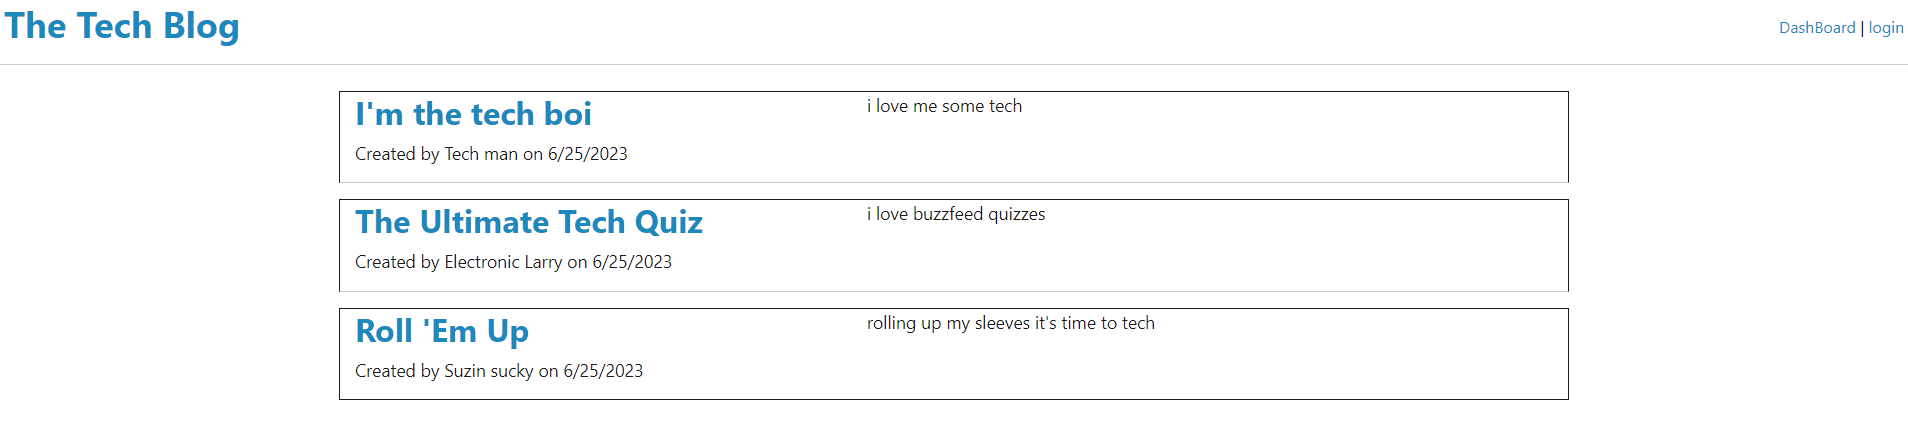 The Tech Blog
DashBoard | login
I'm the tech boi
i love me some tech
Created by Tech man on 6/25/2023
The Ultimate Tech Quiz
i love buzzfeed quizzes
Created by Electronic Larry on 6/25/2023
Roll 'Em Up
rolling up my sleeves it's time to tech
Created by Suzin sucky on 6/25/2023